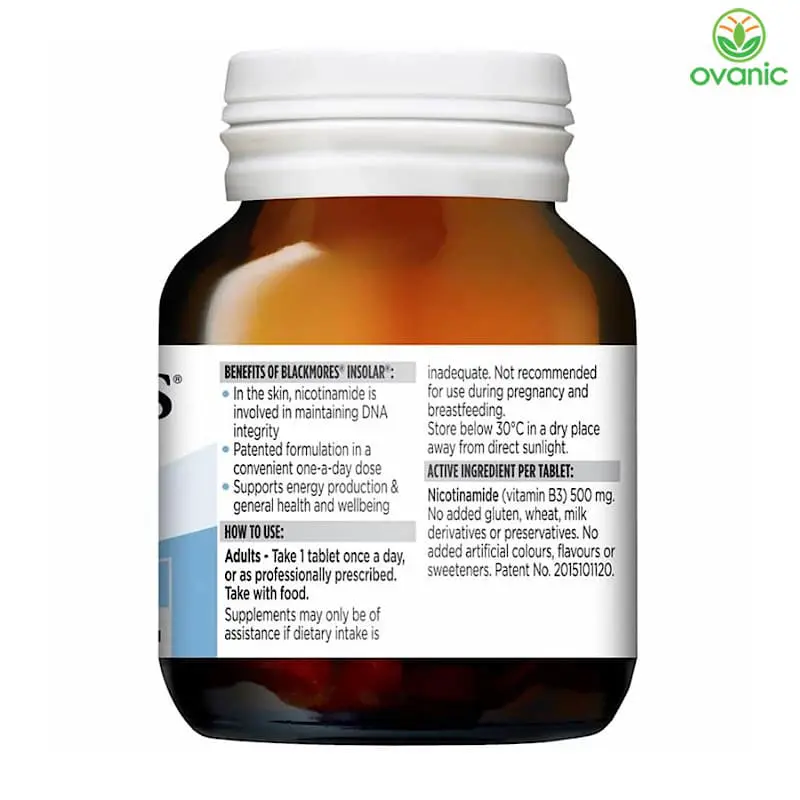 ovanic
S®
BENEFITS OF BLACKMORES® INSOLAR®:
• In the skin, nicotinamide is
involved in maintaining DNA
integrity
• Patented formulation in a
convenient one-a-day dose
• Supports energy production &
general health and wellbeing
HOW TO USE:
Adults - Take 1 tablet once a day,
or as professionally prescribed.
Take with food.
Supplements may only be of
assistance if dietary intake is
inadequate. Not recommended
for use during pregnancy and
breastfeeding.
Store below 30°C in a dry place
away from direct sunlight.
ACTIVE INGREDIENT PER TABLET:
Nicotinamide (vitamin B3) 500 mg.
No added gluten, wheat, milk
derivatives or preservatives. No
added artificial colours, flavours or
sweeteners. Patent No. 2015101120.